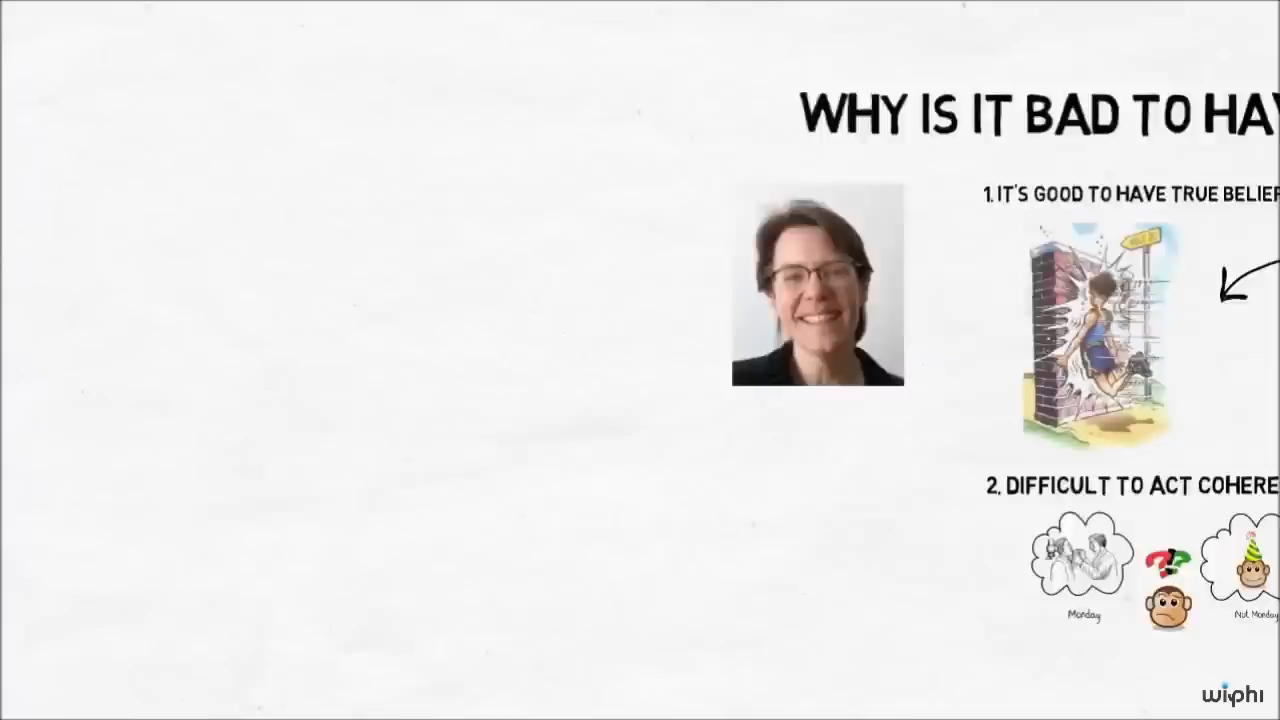 WHY IS IT BAD TO HA
1. IT'S GOOD TO HAVE TRUE BELIEF
2. DIFFICULT TO ACT COHERE
??
Monday
Not Monday
wiphi